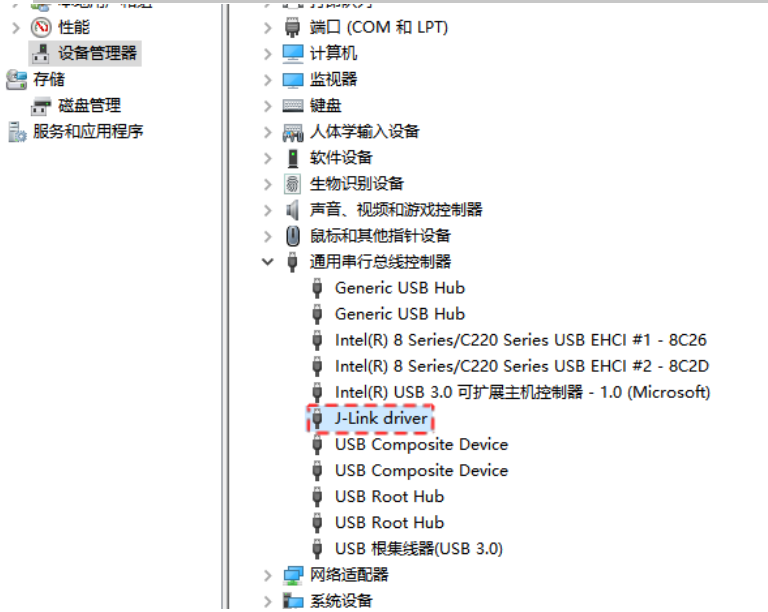 性能
设备管理器
存储
磁盘管理
服务和应用程序
端口 (COM 和 LPT)
计算机
监视器
键盘
人体学输入设备
软件设备
生物识别设备
声音、视频和游戏控制器
鼠标和其他指针设备
通用串行总线控制器
Generic USB Hub
Generic USB Hub
Intel(R) 8 Series/C220 Series USB EHCI #1 - 8C26
Intel(R) 8 Series/C220 Series USB EHCI #2 - 8C2D
Intel(R) USB 3.0 可扩展主机控制器 - 1.0 (Microsoft)
J-Link driver
USB Composite Device
USB Composite Device
USB Root Hub
USB Root Hub
USB 根集线器(USB 3.0)
网络适配器
系统设备